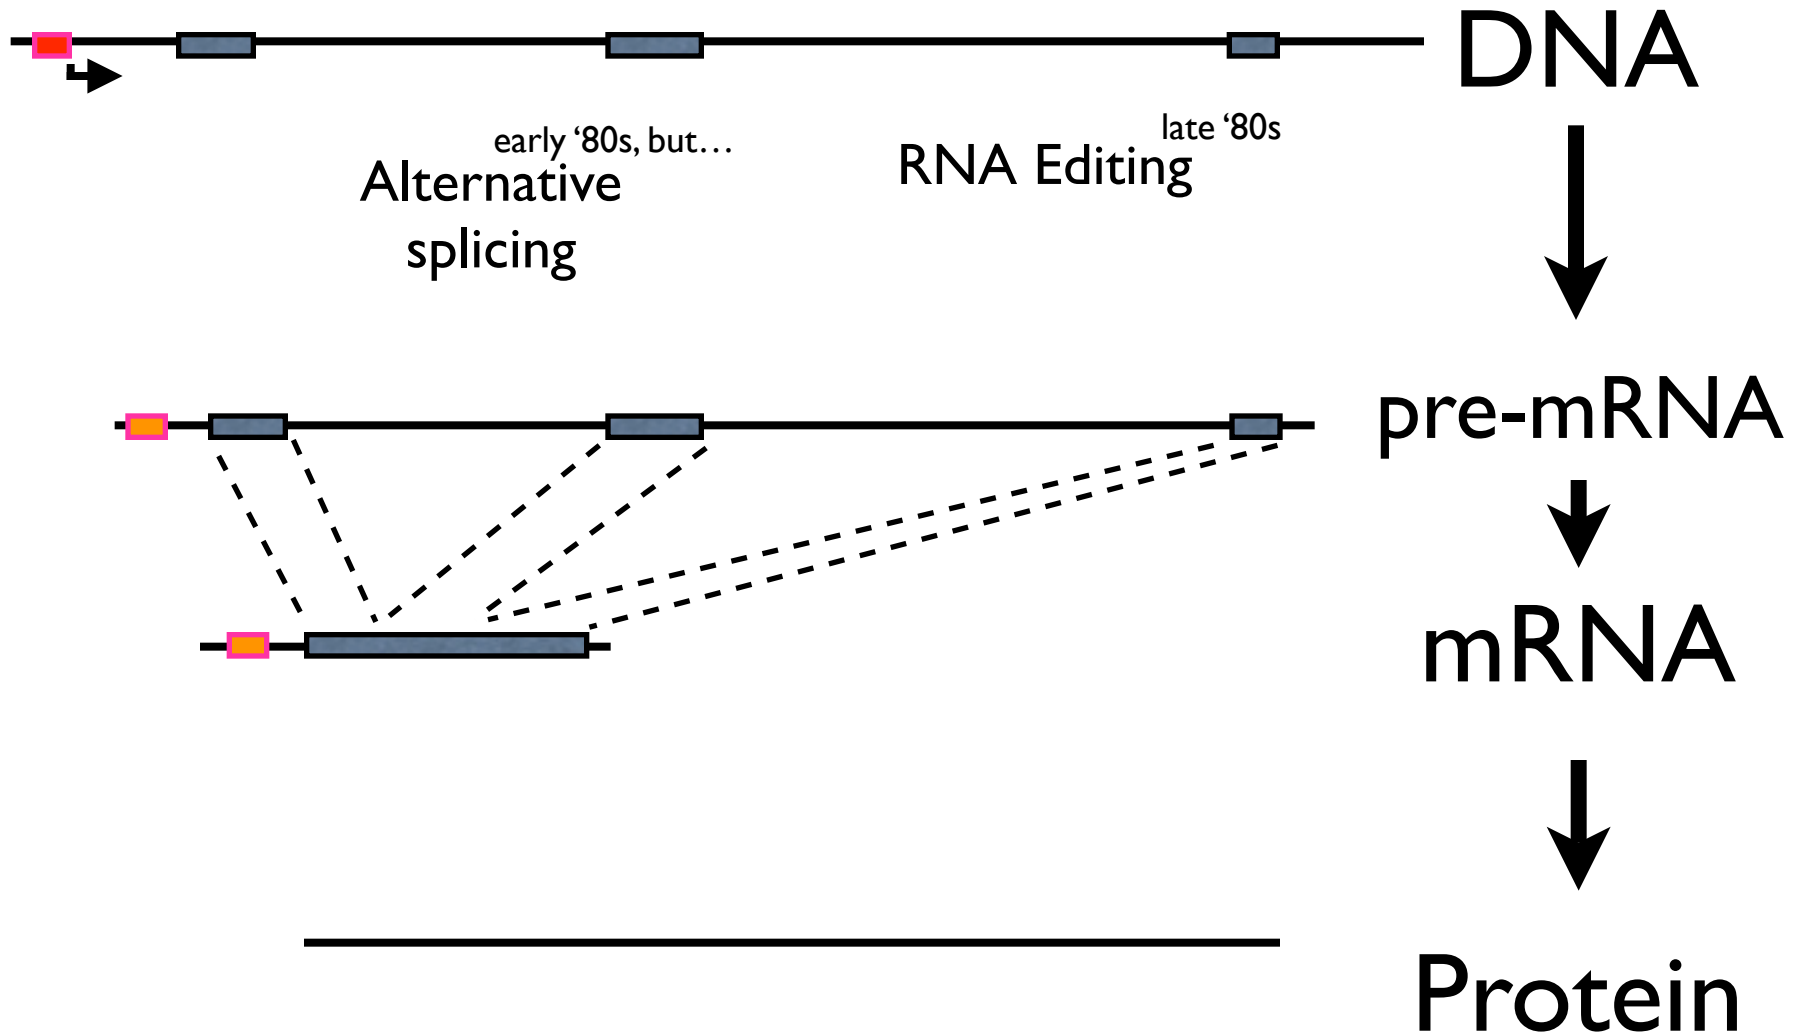 DNA
early ‘80s, but…
late ‘80s
Alternative
splicing
RNA Editing
pre-mRNA
mRNA
Protein